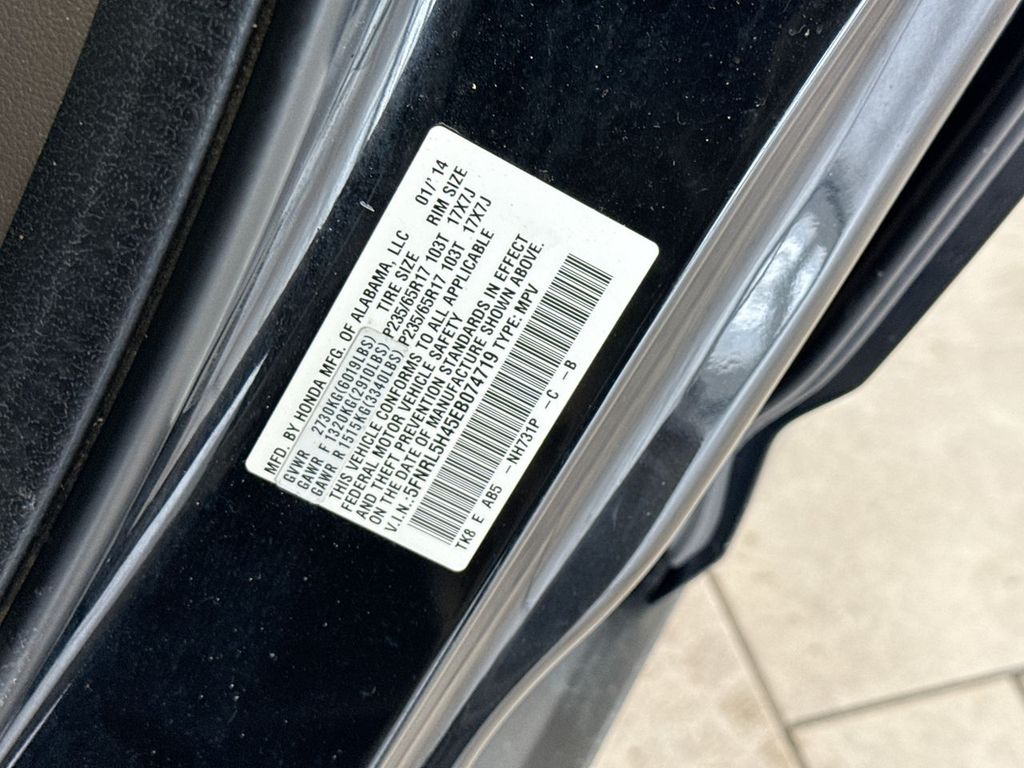 MFD. BY HONDA MFG. OF ALABAMA, LLC 01/'14
TIRE SIZE RIM SIZE
GVWR 2730KG(6019LBS)
GAWR F 1320KG(2910LBS) P235/65R17 103T 17X7J
GAWR R 1515KG(3340LBS) P235/65R17 103T 17X7J
THIS VEHICLE CONFORMS TO ALL APPLICABLE
FEDERAL MOTOR VEHICLE SAFETY
AND THEFT PREVENTION STANDARDS IN EFFECT
ON THE DATE OF MANUFACTURE SHOWN ABOVE.
V.I.N.:5FNRL5H45EB074719 TYPE: MPV
TK8 E AB5 -NH731P -C -B